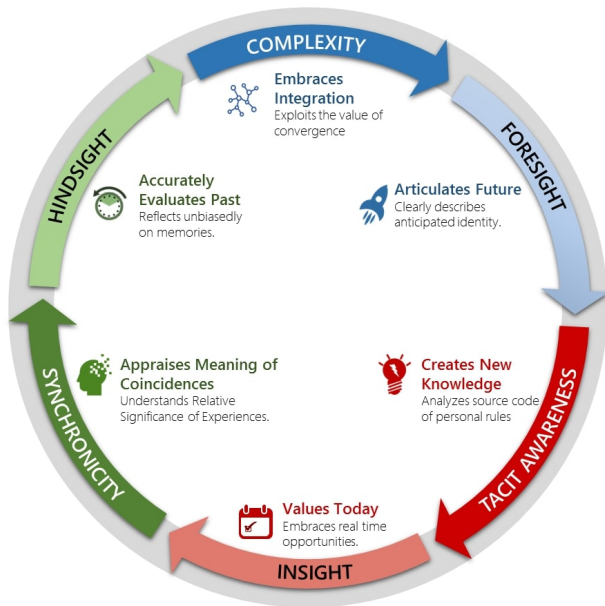 COMPLEXITY
Embraces
Integration
Exploits the value of
convergence
FORESIGHT
Articulates Future
Clearly describes
anticipated identity.
TACIT AWARENESS
Creates New
Knowledge
Analyzes source code
of personal rules
INSIGHT
Values Today
Embraces real time
opportunities.
SYNCHRONICITY
Appraises Meaning of
Coincidences
Understands Relative
Significance of Experiences.
HINDSIGHT
Accurately
Evaluates Past
Reflects unbiasedly
on memories.